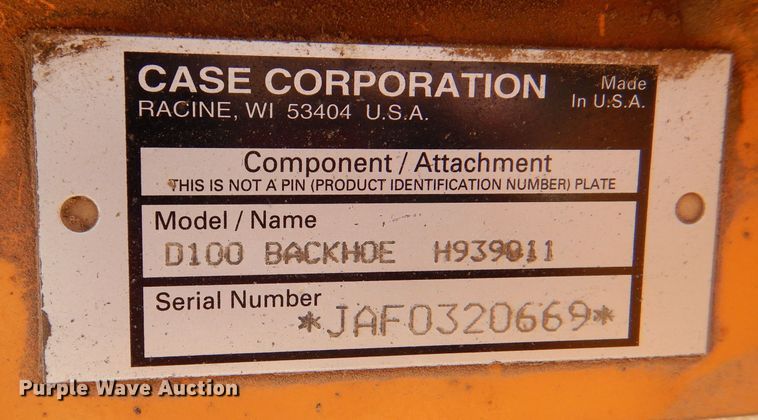 CASE CORPORATION
RACINE, WI 53404 U.S.A.
Made
In U.S.A.
Component / Attachment
THIS IS NOT A PIN (PRODUCT IDENTIFICATION NUMBER) PLATE
Model / Name
D100 BACKHOE H939011
Serial Number
*JAF0320669*
Purple Wave Auction